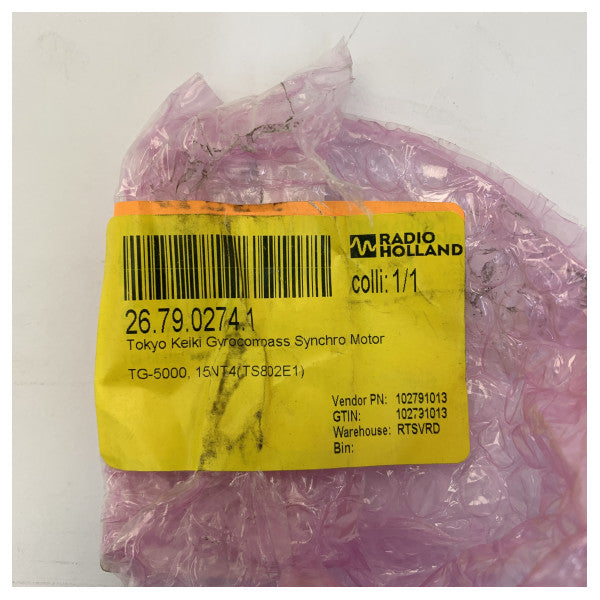 RADIO
HOLLAND
colli: 1/1
26.79.0274.1
Tokyo Keiki Gyrocompass Synchro Motor
TG-5000, 15NT4(TS802E1)
Vendor PN: 102791013
GTIN: 102791013
Warehouse: RTSVRD
Bin: